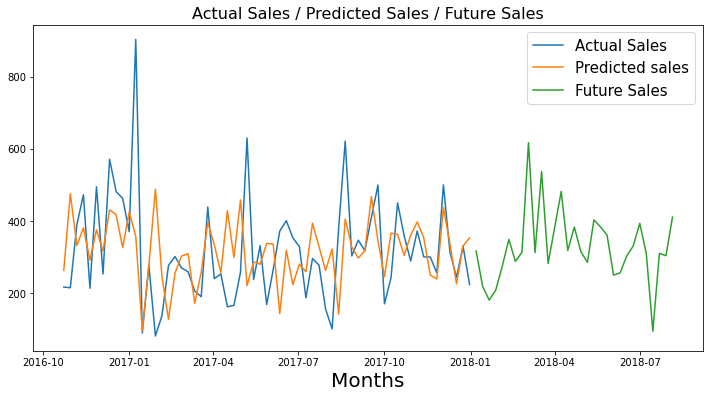 Actual Sales / Predicted Sales / Future Sales
Actual Sales
Predicted sales
Future Sales
800
600
400
200
2016-10 2017-01 2017-04 2017-07 2017-10 2018-01 2018-04 2018-07
Months